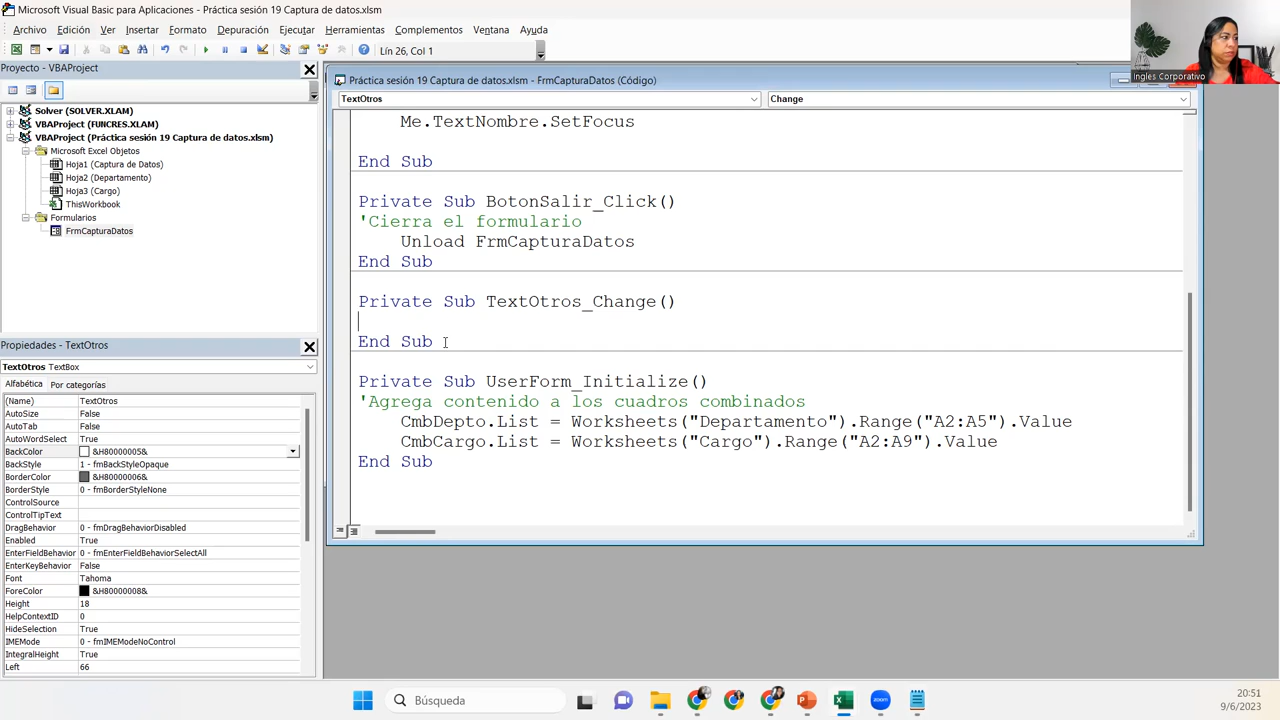 Microsoft Visual Basic para Aplicaciones - Práctica sesión 19 Captura de datos.xlsm
Archivo Edición Ver Insertar Formato Depuración Ejecutar Herramientas Complementos Ventana Ayuda
Lín 26, Col 1
Proyecto - VBAProject
Solver (SOLVER.XLAM)
VBAProject (FUNCRES.XLAM)
VBAProject (Práctica sesión 19 Captura de datos.xlsm)
Microsoft Excel Objetos
Hoja1 (Captura de Datos)
Hoja2 (Departamento)
Hoja3 (Cargo)
ThisWorkbook
Formularios
FrmCapturaDatos
Propiedades - TextOtros
TextOtros TextBox
Alfabética Por categorías
(Name) TextOtros
AutoSize False
AutoTab False
AutoWordSelect True
BackColor &H80000005&
BackStyle 1 - fmBackStyleOpaque
BorderColor &H80000006&
BorderStyle 0 - fmBorderStyleNone
ControlSource
ControlTipText
DragBehavior 0 - fmDragBehaviorDisabled
Enabled True
EnterFieldBehavior 0 - fmEnterFieldBehaviorSelectAll
EnterKeyBehavior False
Font Tahoma
ForeColor &H80000008&
Height 18
HelpContextID 0
HideSelection True
IMEMode 0 - fmIMEModeNoControl
IntegralHeight True
Left 66
Práctica sesión 19 Captura de datos.xlsm - FrmCapturaDatos (Código)
TextOtros Change
Me.TextNombre.SetFocus
End Sub
Private Sub BotonSalir_Click()
'Cierra el formulario
Unload FrmCapturaDatos
End Sub
Private Sub TextOtros_Change()
End Sub
Private Sub UserForm_Initialize()
'Agrega contenido a los cuadros combinados
CmbDepto.List = Worksheets("Departamento").Range("A2:A5").Value
CmbCargo.List = Worksheets("Cargo").Range("A2:A9").Value
End Sub
Ingles Corporativo
Búsqueda
20:51
9/6/2023